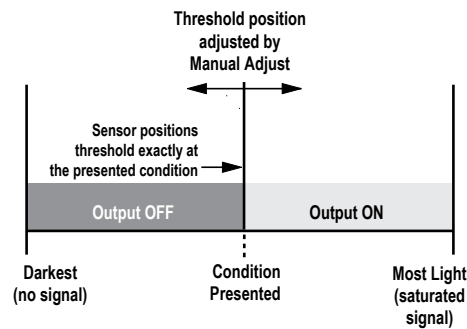 Threshold position
adjusted by
Manual Adjust
Sensor positions
threshold exactly at
the presented condition
Output OFF
Output ON
Darkest
(no signal)
Condition
Presented
Most Light
(saturated
signal)